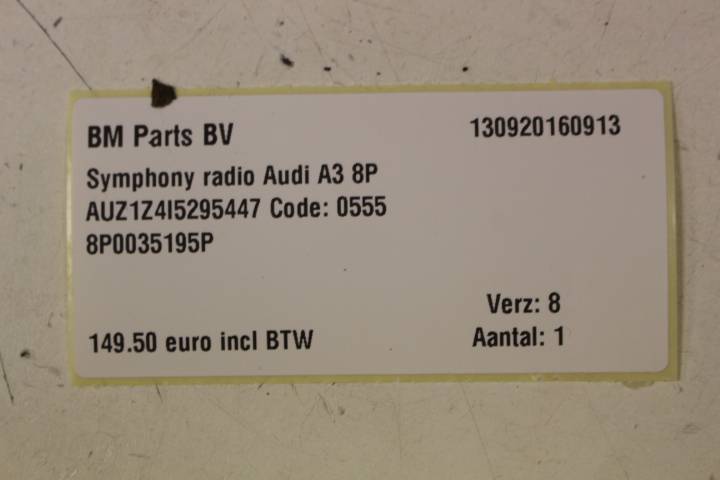 BM Parts BV 130920160913
Symphony radio Audi A3 8P
AUZ1Z4I5295447 Code: 0555
8P0035195P
Verz: 8
149.50 euro incl BTW Aantal: 1